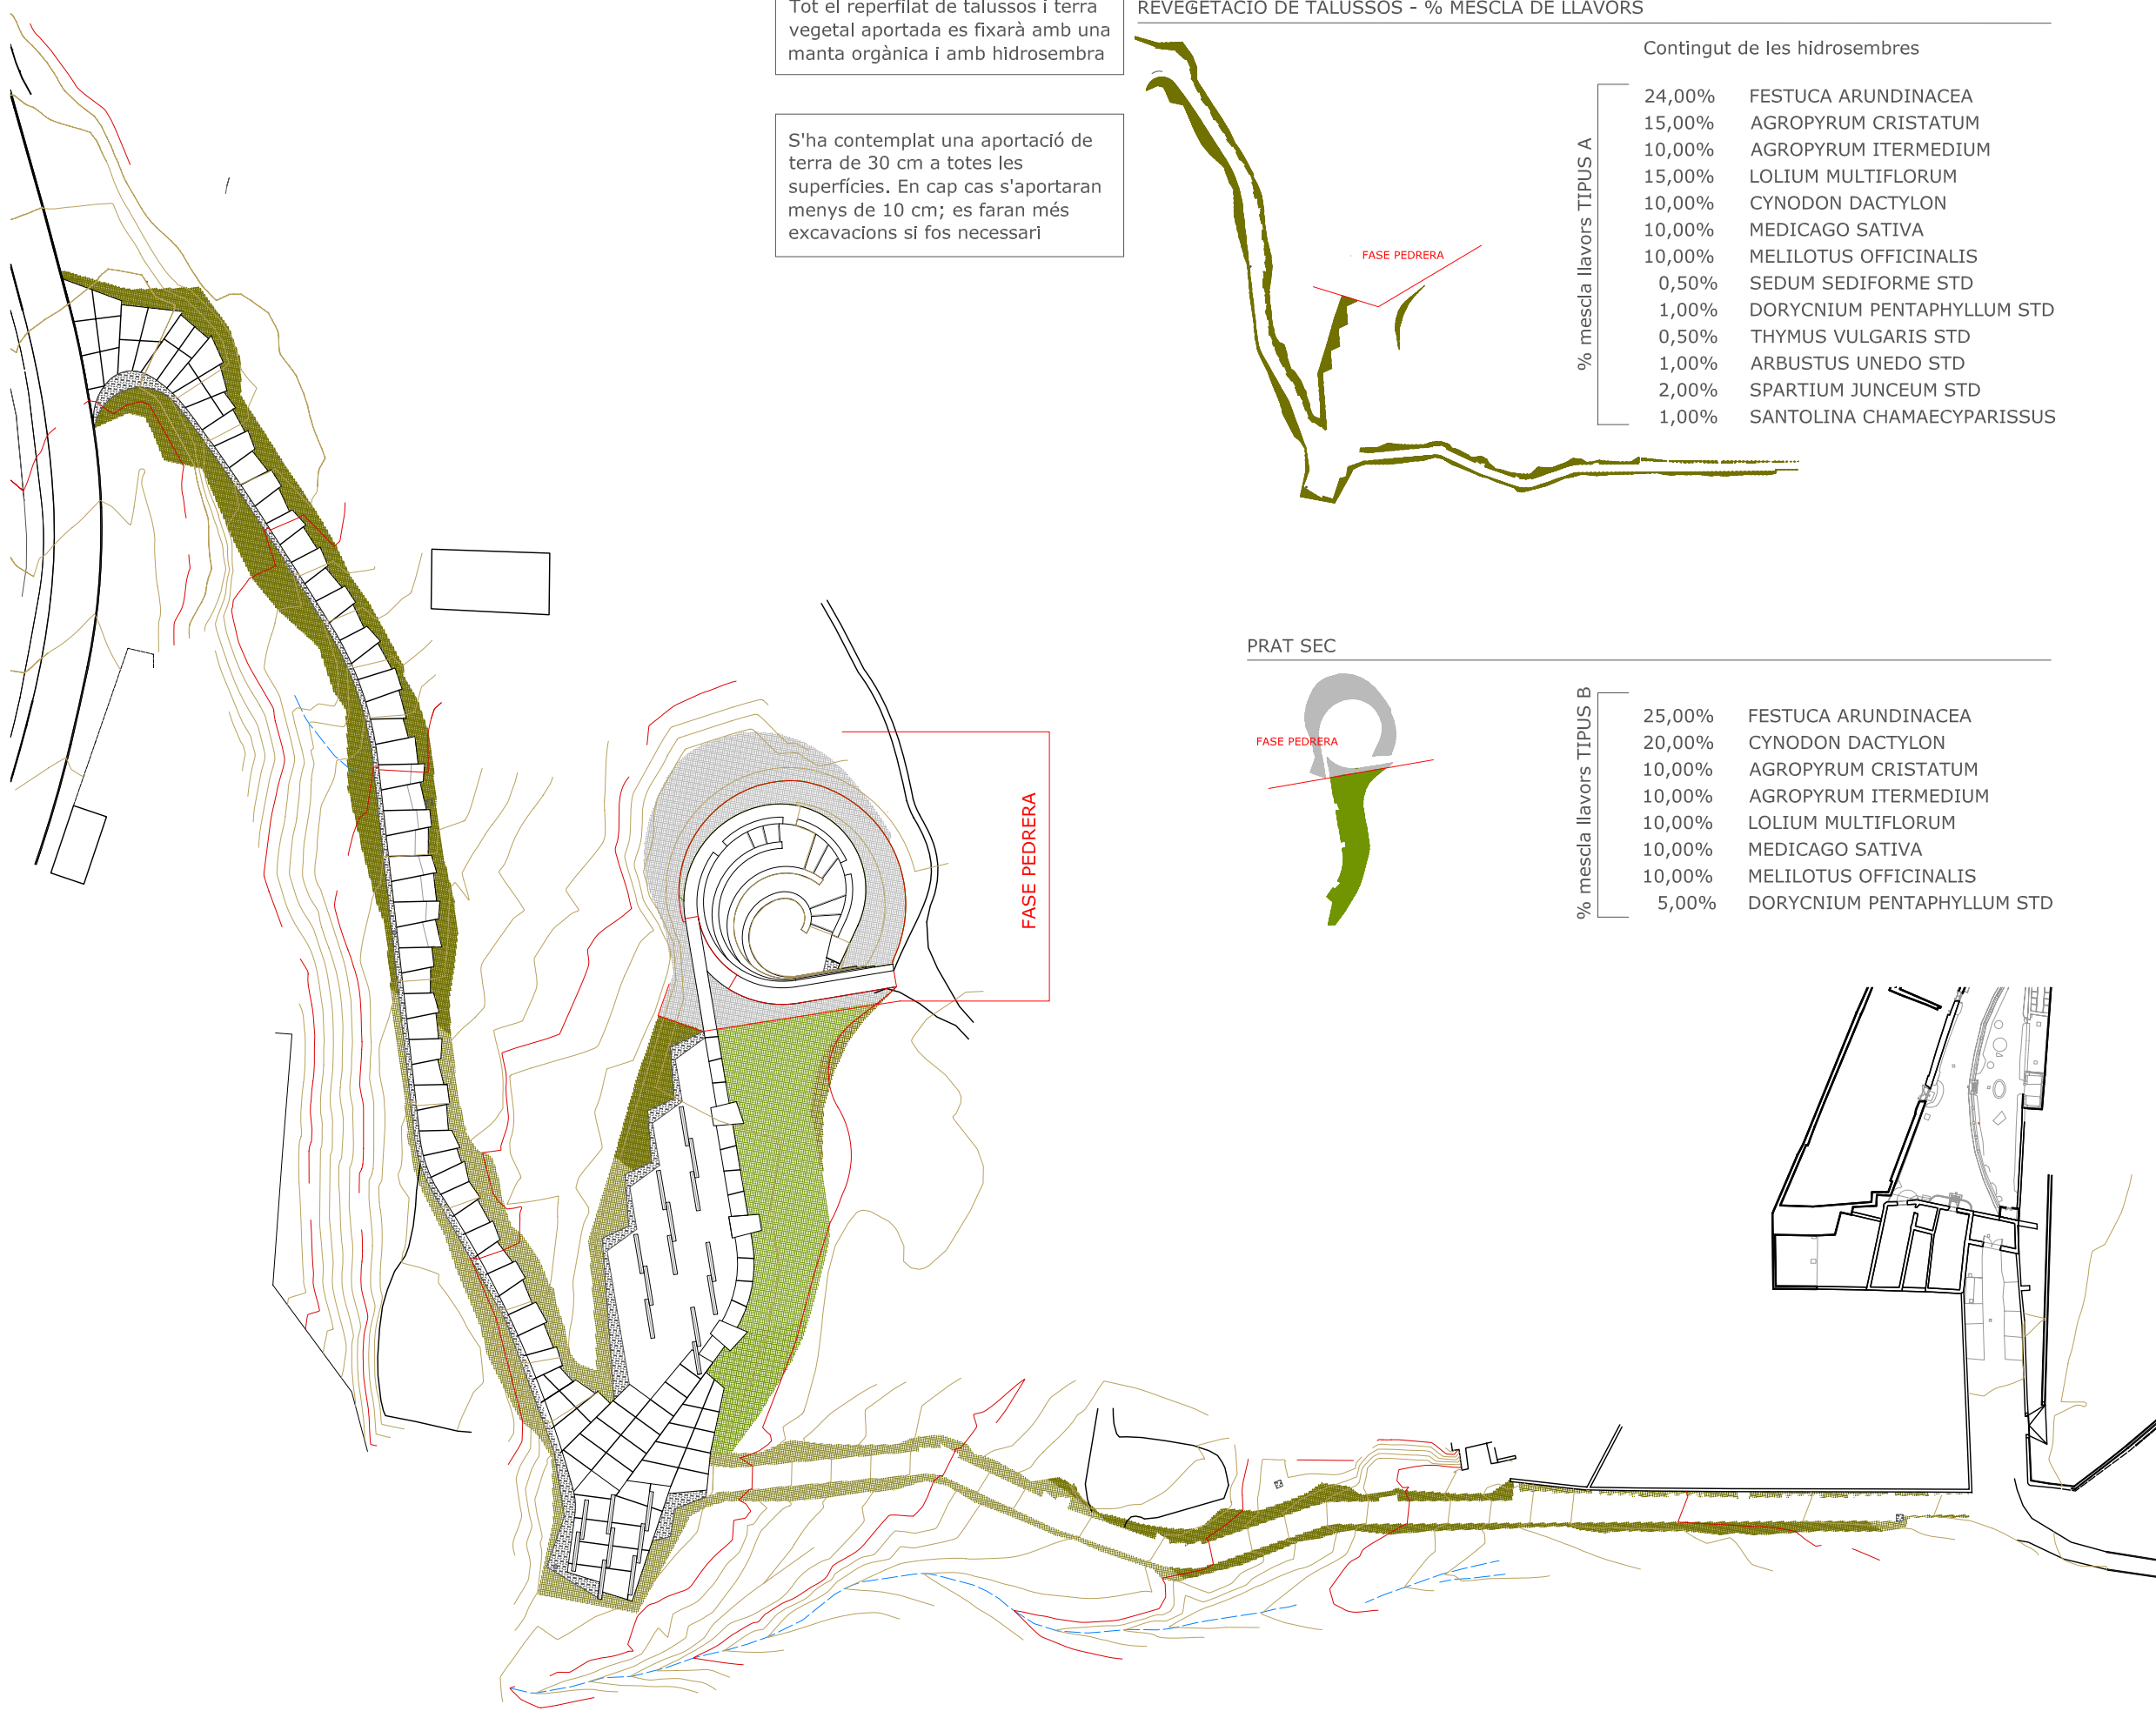 Tot el reperfilat de talussos i terra
vegetal aportada es fixarà amb una
manta orgànica i amb hidrosembra
S'ha contemplat una aportació de
terra de 30 cm a totes les
superfícies. En cap cas s'aportaran
menys de 10 cm; es faran més
excavacions si fos necessari
REVEGETACIÓ DE TALUSSOS - % MESCLA DE LLAVORS
Contingut de les hidrosembres
% mescla llavors TIPUS A
24,00% FESTUCA ARUNDINACEA
15,00% AGROPYRUM CRISTATUM
10,00% AGROPYRUM ITERMEDIUM
15,00% LOLIUM MULTIFLORUM
10,00% CYNODON DACTYLON
10,00% MEDICAGO SATIVA
10,00% MELILOTUS OFFICINALIS
0,50% SEDUM SEDIFORME STD
1,00% DORYCNIUM PENTAPHYLLUM STD
0,50% THYMUS VULGARIS STD
1,00% ARBUSTUS UNEDO STD
2,00% SPARTIUM JUNCEUM STD
1,00% SANTOLINA CHAMAECYPARISSUS
FASE PEDRERA
PRAT SEC
FASE PEDRERA
% mescla llavors TIPUS B
25,00% FESTUCA ARUNDINACEA
20,00% CYNODON DACTYLON
10,00% AGROPYRUM CRISTATUM
10,00% AGROPYRUM ITERMEDIUM
10,00% LOLIUM MULTIFLORUM
10,00% MEDICAGO SATIVA
10,00% MELILOTUS OFFICINALIS
5,00% DORYCNIUM PENTAPHYLLUM STD
FASE PEDRERA